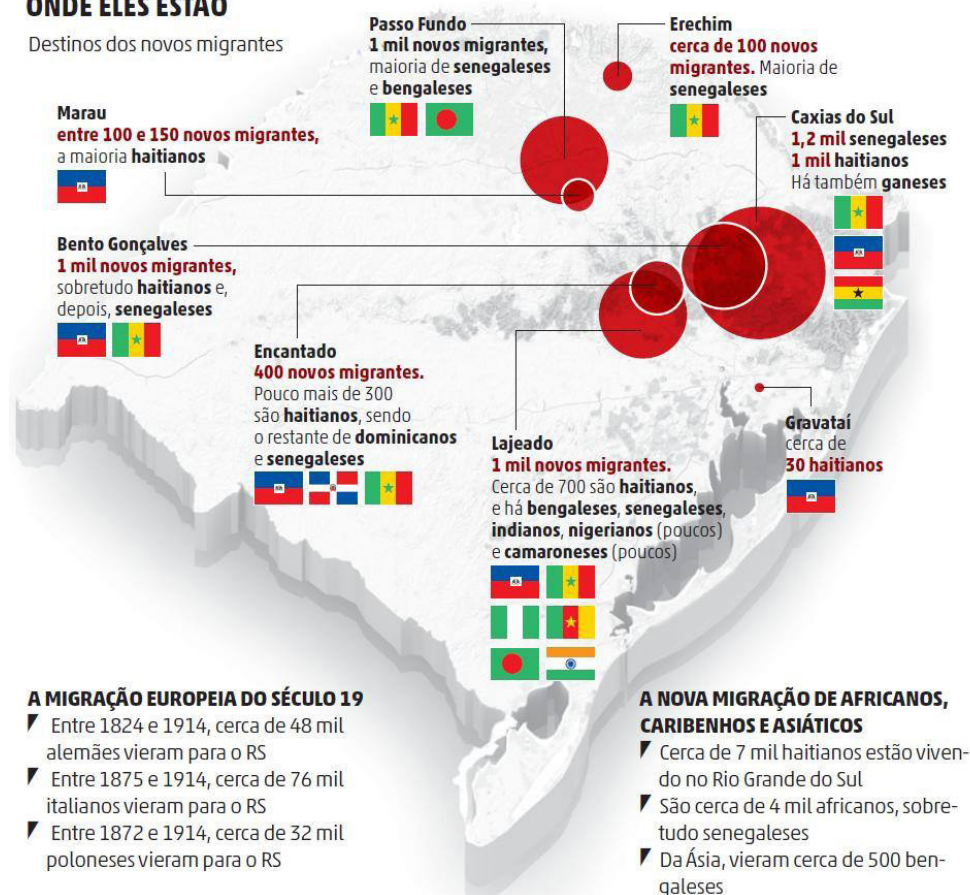 ONDE ELES ESTÃO
Destinos dos novos migrantes
Passo Fundo
1 mil novos migrantes,
maioria de senegaleses
e bengaleses
Erechim
cerca de 100 novos
migrantes. Maioria de
senegaleses
Marau
entre 100 e 150 novos migrantes,
a maioria haitianos
Caxias do Sul
1,2 mil senegaleses
1 mil haitianos
Há também ganeses
Bento Gonçalves
1 mil novos migrantes,
sobretudo haitianos e,
depois, senegaleses
Encantado
400 novos migrantes.
Pouco mais de 300
são haitianos, sendo
o restante de dominicanos
e senegaleses
Lajeado
1 mil novos migrantes.
Cerca de 700 são haitianos,
e há bengaleses, senegaleses,
indianos, nigerianos (poucos)
e camaroneses (poucos)
Gravataí
cerca de
30 haitianos
A MIGRAÇÃO EUROPEIA DO SÉCULO 19
Entre 1824 e 1914, cerca de 48 mil
alemães vieram para o RS
Entre 1875 e 1914, cerca de 76 mil
italianos vieram para o RS
Entre 1872 e 1914, cerca de 32 mil
poloneses vieram para o RS
A NOVA MIGRAÇÃO DE AFRICANOS,
CARIBENHOS E ASIÁTICOS
Cerca de 7 mil haitianos estão viven-
do no Rio Grande do Sul
São cerca de 4 mil africanos, sobre-
tudo senegaleses
Da Ásia, vieram cerca de 500 ben-
galeses